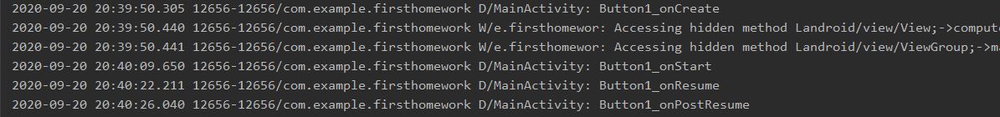 2020-09-20 20:39:50.305 12656-12656/com.example.firsthomework D/MainActivity: Button1_onCreate
2020-09-20 20:39:50.440 12656-12656/com.example.firsthomework W/e.firsthomewor: Accessing hidden method Landroid/view/View;->compute
2020-09-20 20:39:50.441 12656-12656/com.example.firsthomework W/e.firsthomewor: Accessing hidden method Landroid/view/ViewGroup;->ma
2020-09-20 20:40:09.650 12656-12656/com.example.firsthomework D/MainActivity: Button1_onStart
2020-09-20 20:40:22.211 12656-12656/com.example.firsthomework D/MainActivity: Button1_onResume
2020-09-20 20:40:26.040 12656-12656/com.example.firsthomework D/MainActivity: Button1_onPostResume